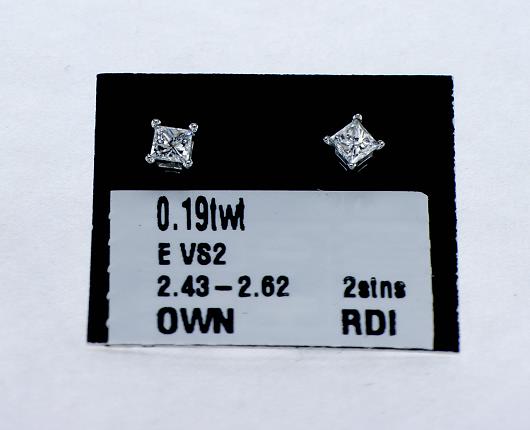 0.19twt
E VS2
2.43-2.62 2stns
OWN RDI